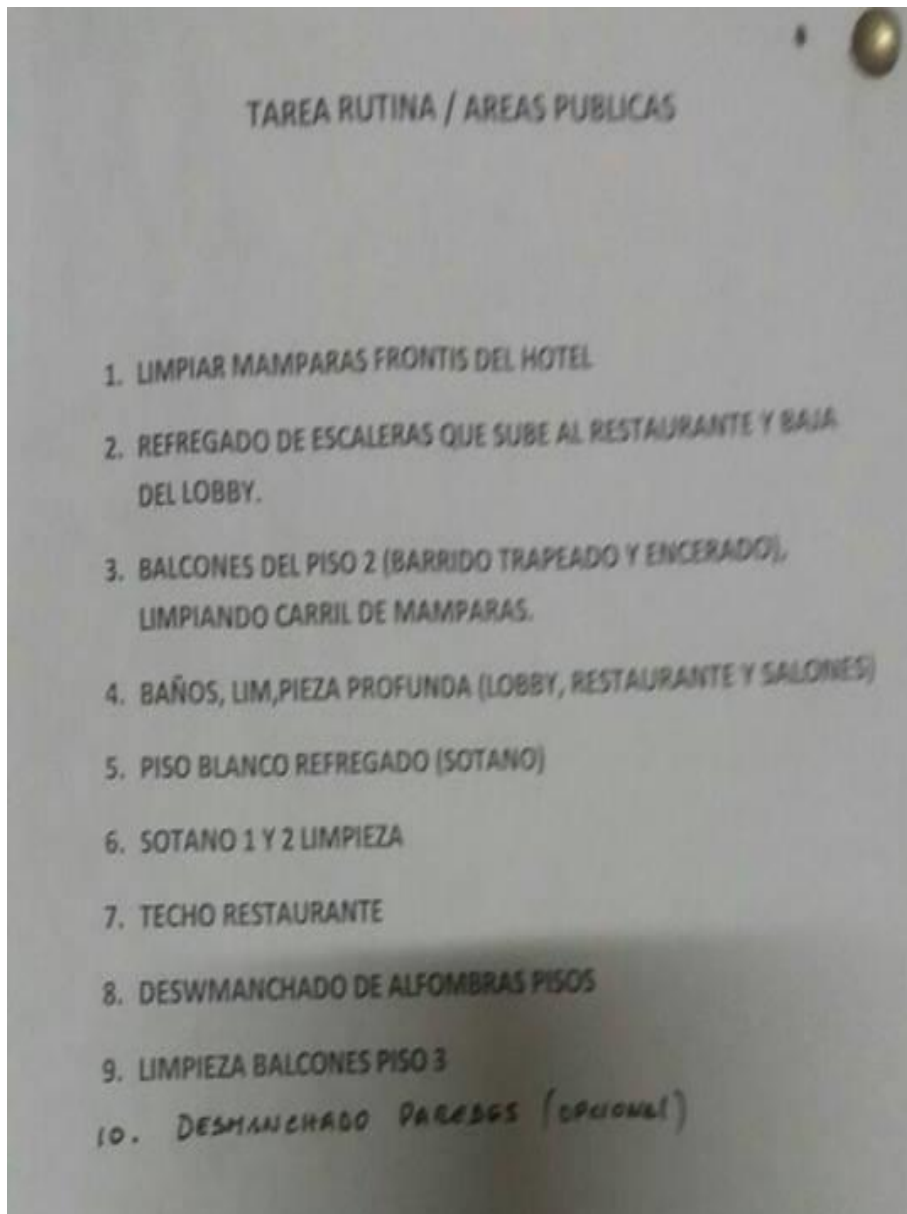 TAREA RUTINA / AREAS PUBLICAS
1. LIMPIAR MAMPARAS FRONTIS DEL HOTEL
2. REFREGADO DE ESCALERAS QUE SUBE AL RESTAURANTE Y BAJA
DEL LOBBY.
3. BALCONES DEL PISO 2 (BARRIDO TRAPEADO Y ENCERADO),
LIMPIANDO CARRIL DE MAMPARAS.
4. BAÑOS, LIM,PIEZA PROFUNDA (LOBBY, RESTAURANTE Y SALONES)
5. PISO BLANCO REFREGADO (SOTANO)
6. SOTANO 1 Y 2 LIMPIEZA
7. TECHO RESTAURANTE
8. DESWMANCHADO DE ALFOMBRAS PISOS
9. LIMPIEZA BALCONES PISO 3
10. DESMANCHADO PAREDES (OPCIONAL)